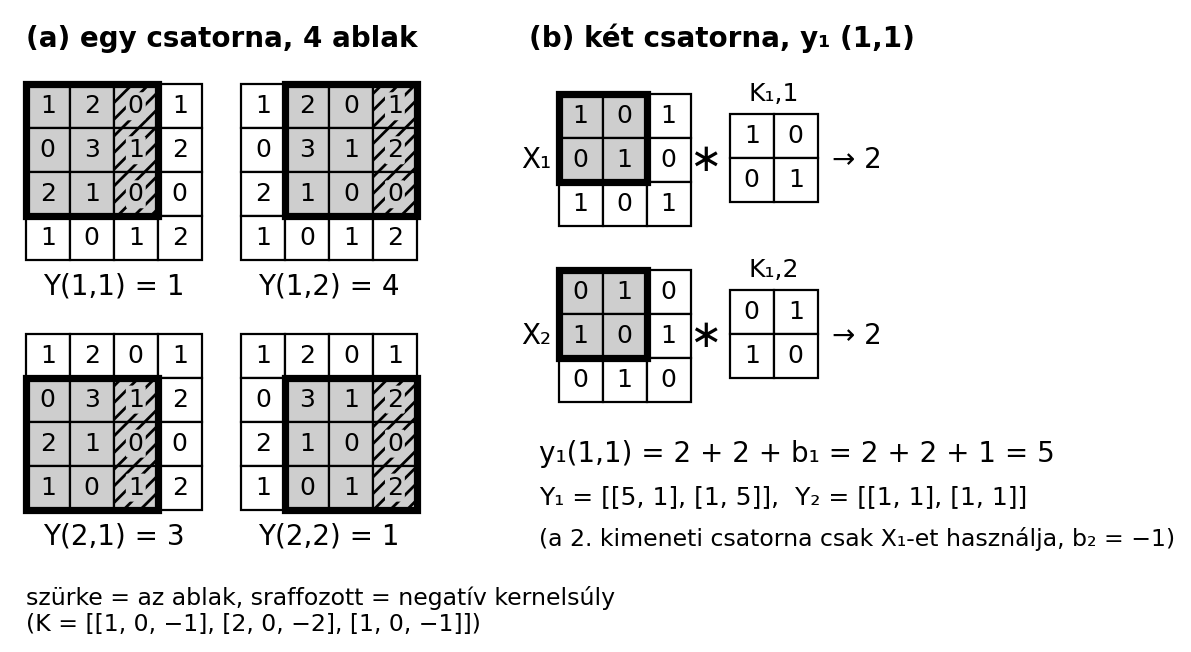 (a) egy csatorna, 4 ablak
1 2 0 1
0 3 1 2
2 1 0 0
1 0 1 2
Y(1,1) = 1
1 2 0 1
0 3 1 2
2 1 0 0
1 0 1 2
Y(1,2) = 4
1 2 0 1
0 3 1 2
2 1 0 0
1 0 1 2
Y(2,1) = 3
1 2 0 1
0 3 1 2
2 1 0 0
1 0 1 2
Y(2,2) = 1
szürke = az ablak, sraffozott = negatív kernelsúly
(K = [[1, 0, −1], [2, 0, −2], [1, 0, −1]])
(b) két csatorna, y₁ (1,1)
X₁
1 0 1
0 1 0
1 0 1
∗
K₁,1
1 0
0 1
→ 2
X₂
0 1 0
1 0 1
0 1 0
∗
K₁,2
0 1
1 0
→ 2
y₁(1,1) = 2 + 2 + b₁ = 2 + 2 + 1 = 5
Y₁ = [[5, 1], [1, 5]], Y₂ = [[1, 1], [1, 1]]
(a 2. kimeneti csatorna csak X₁-et használja, b₂ = −1)